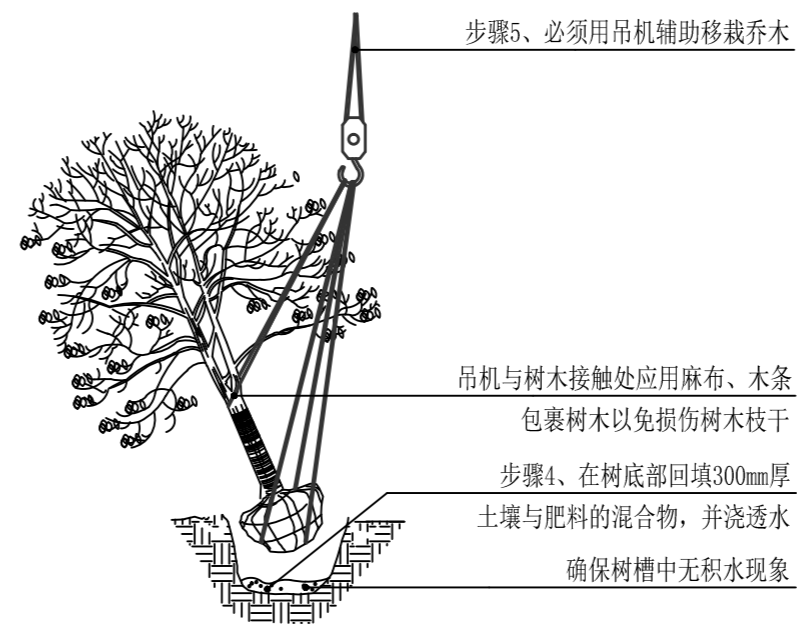 步骤5、必须用吊机辅助移栽乔木
吊机与树木接触处应用麻布、木条
包裹树木以免损伤树木枝干
步骤4、在树底部回填300mm厚
土壤与肥料的混合物，并浇透水
确保树槽中无积水现象